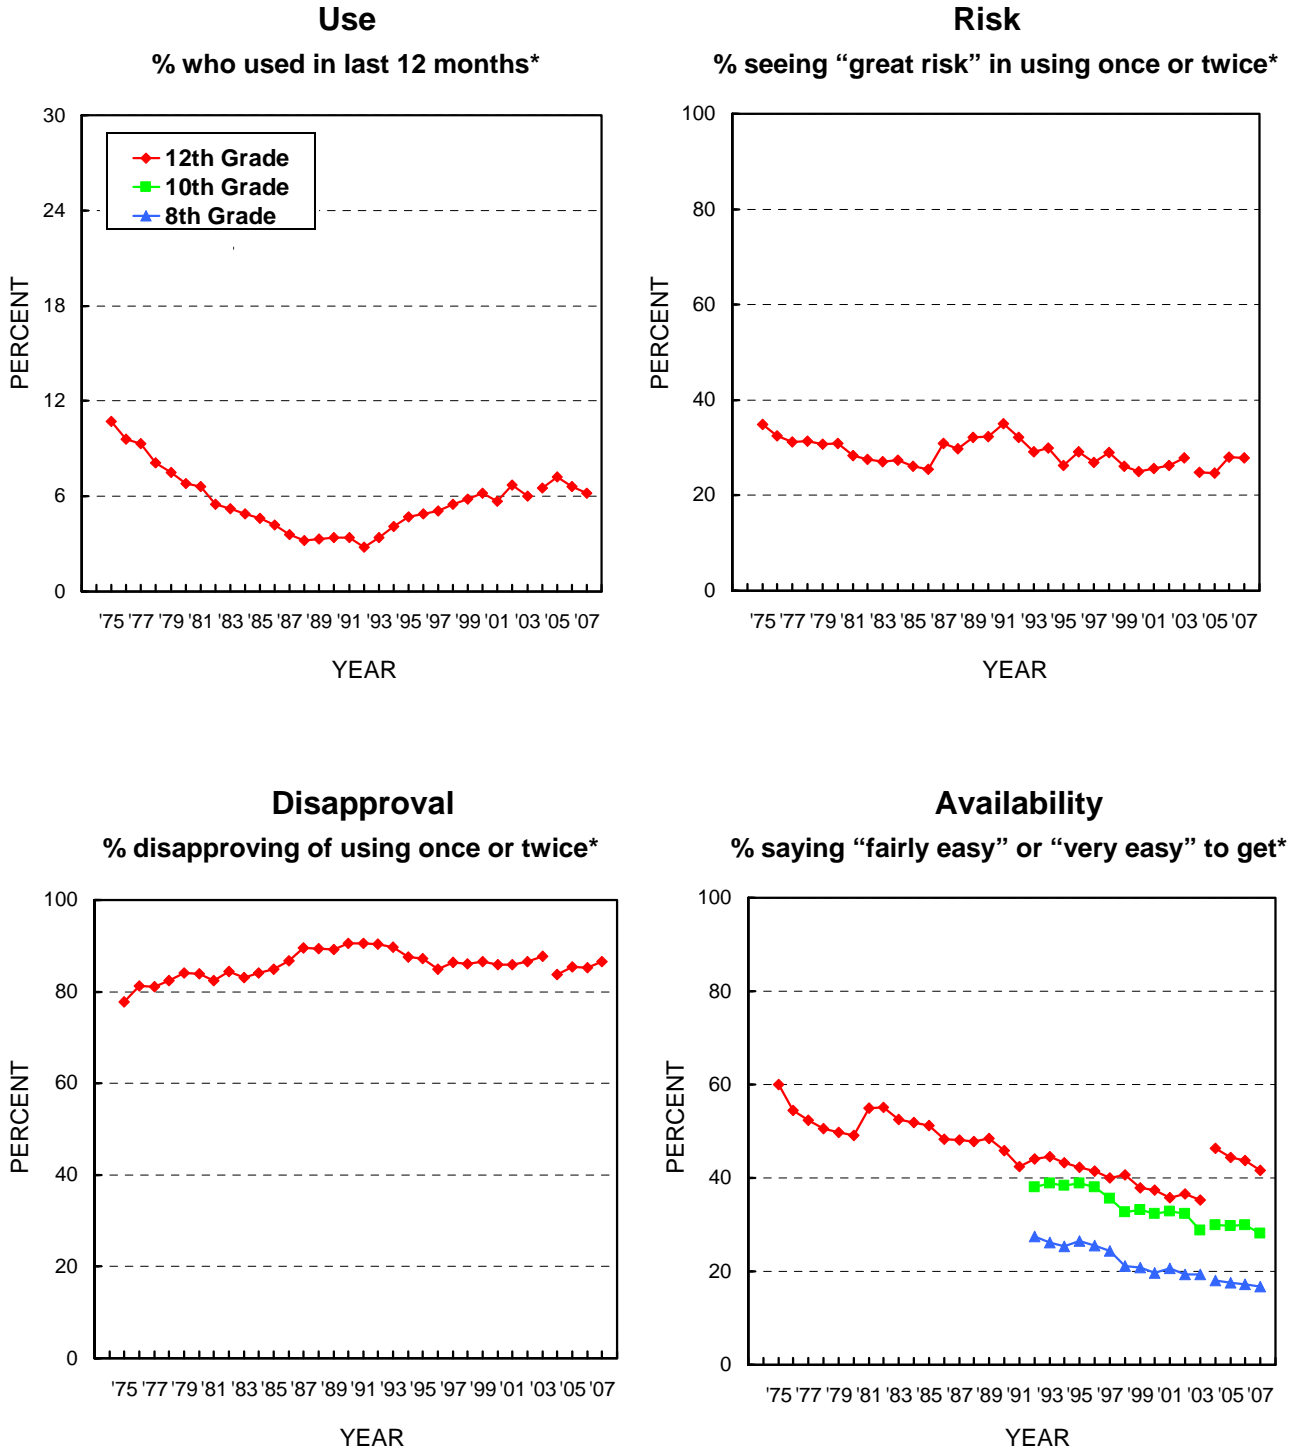 Use
% who used in last 12 months*
30
24
18
12
6
0
PERCENT
12th Grade
10th Grade
8th Grade
'75 '77 '79 '81 '83 '85 '87 '89 '91 '93 '95 '97 '99 '01 '03 '05 '07
YEAR
Risk
% seeing “great risk” in using once or twice*
100
80
60
40
20
0
PERCENT
'75 '77 '79 '81 '83 '85 '87 '89 '91 '93 '95 '97 '99 '01 '03 '05 '07
YEAR
Disapproval
% disapproving of using once or twice*
100
80
60
40
20
0
PERCENT
'75 '77 '79 '81 '83 '85 '87 '89 '91 '93 '95 '97 '99 '01 '03 '05 '07
YEAR
Availability
% saying “fairly easy” or “very easy” to get*
100
80
60
40
20
0
PERCENT
'75 '77 '79 '81 '83 '85 '87 '89 '91 '93 '95 '97 '99 '01 '03 '05 '07
YEAR